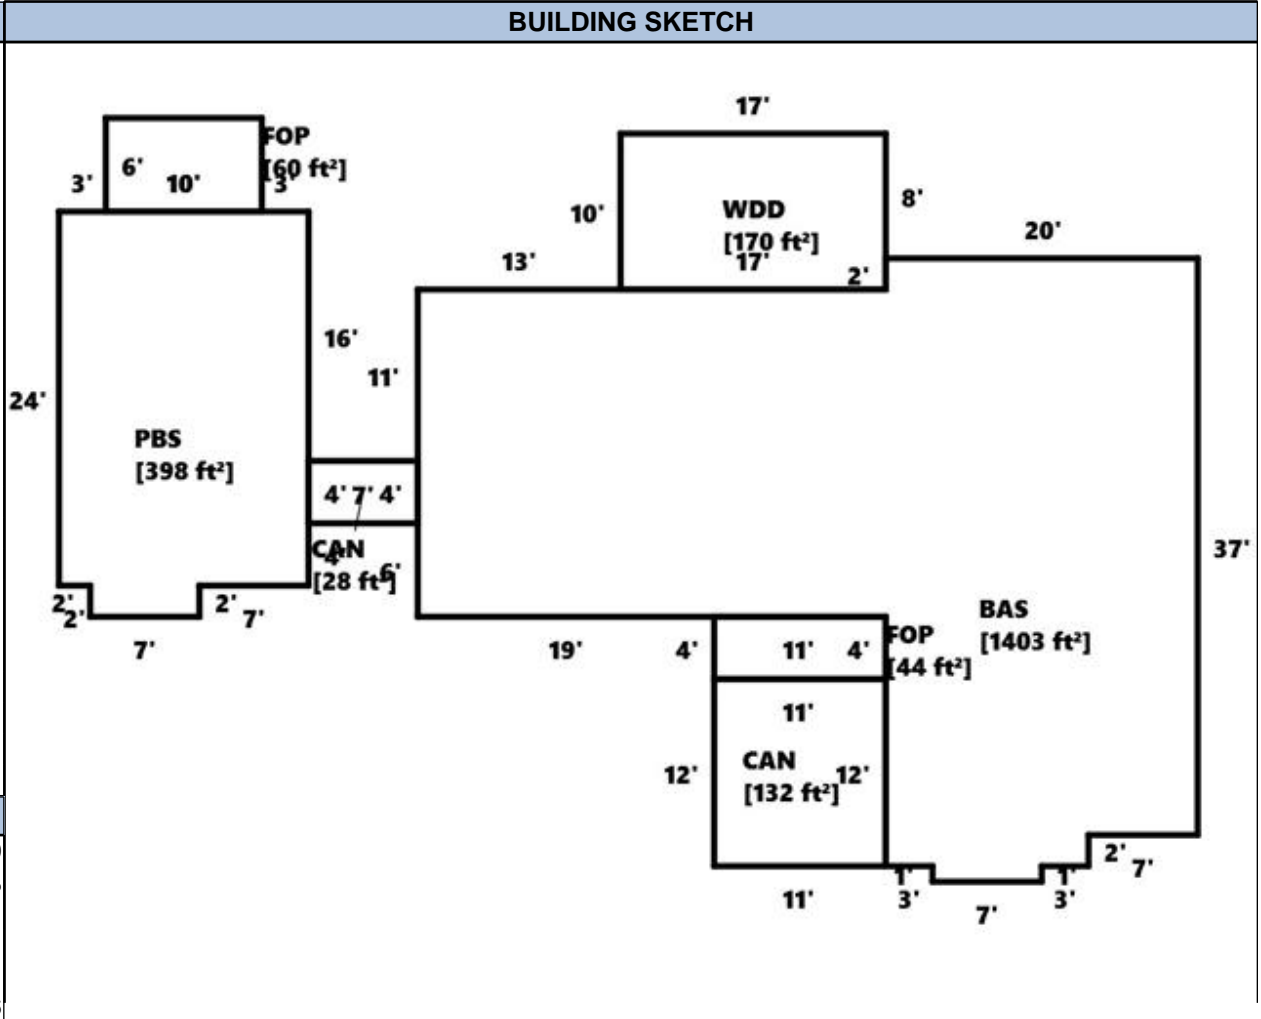 BUILDING SKETCH
17'
FOP
[60 ft²]
3'
6'
10'
3'
10'
WDD
[170 ft²]
8'
20'
13'
17'
2'
16'
11'
24'
PBS
[398 ft²]
4'
7'
4'
CAN
[28 ft²]
4'
6'
37'
2'
2'
7'
2'
7'
19'
4'
11'
4'
FOP
[44 ft²]
BAS
[1403 ft²]
11'
12'
CAN
[132 ft²]
12'
11'
1'
3'
7'
1'
3'
2'
7'